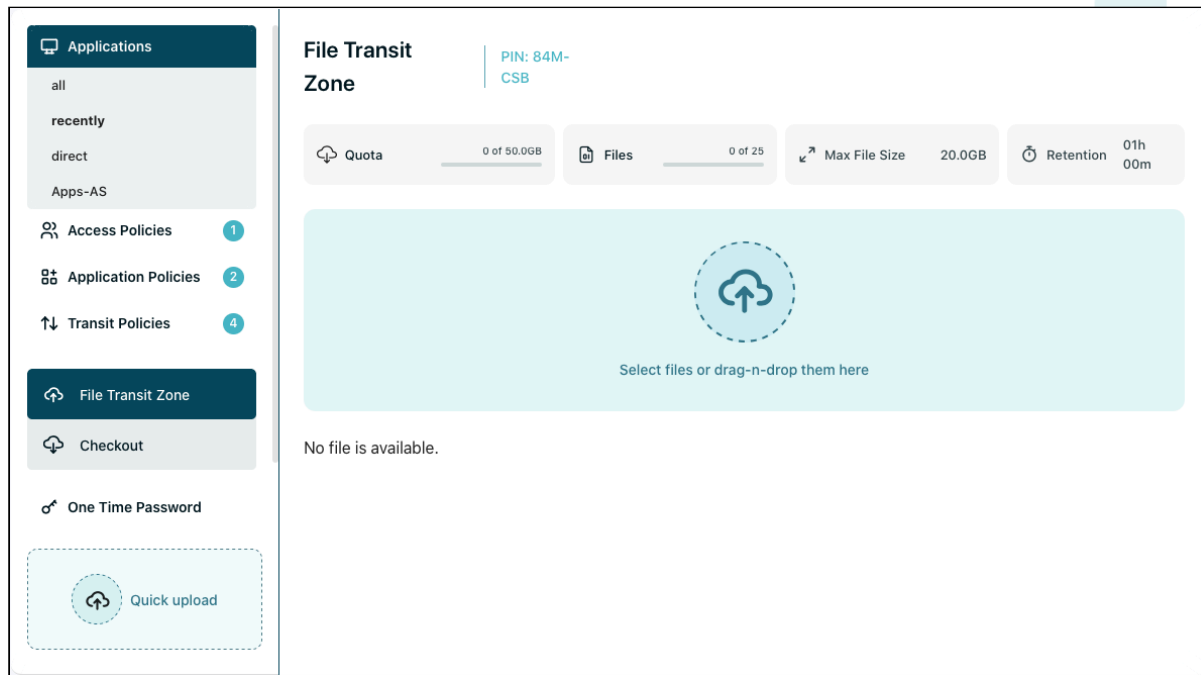 Applications
all
recently
direct
Apps-AS
Access Policies 1
Application Policies 2
Transit Policies 4
File Transit Zone
Checkout
One Time Password
Quick upload
File Transit
Zone
PIN: 84M-
CSB
Quota 0 of 50.0GB
Files 0 of 25
Max File Size 20.0GB
Retention 01h
00m
Select files or drag-n-drop them here
No file is available.